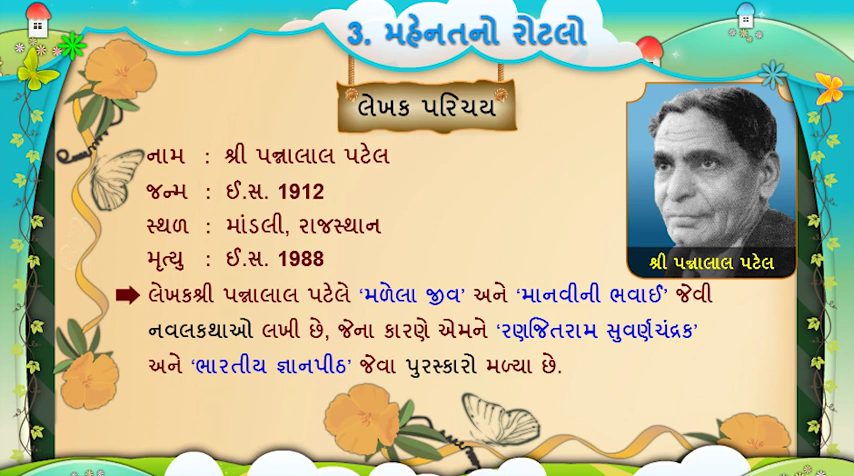 3. મહેનતનો રોટલો
લેખક પરિચય
નામ : શ્રી પન્નાલાલ પટેલ
જન્મ : ઈ.સ. 1912
સ્થળ : માંડલી, રાજસ્થાન
મૃત્યુ : ઈ.સ. 1988
શ્રી પન્નાલાલ પટેલ
લેખકશ્રી પન્નાલાલ પટેલે ‘મળેલા જીવ’ અને ‘માનવીની ભવાઈ’ જેવી
નવલકથાઓ લખી છે, જેના કારણે એમને ‘રણજિતરામ સુવર્ણચંદ્રક’
અને ‘ભારતીય જ્ઞાનપીઠ’ જેવા પુરસ્કારો મળ્યા છે.